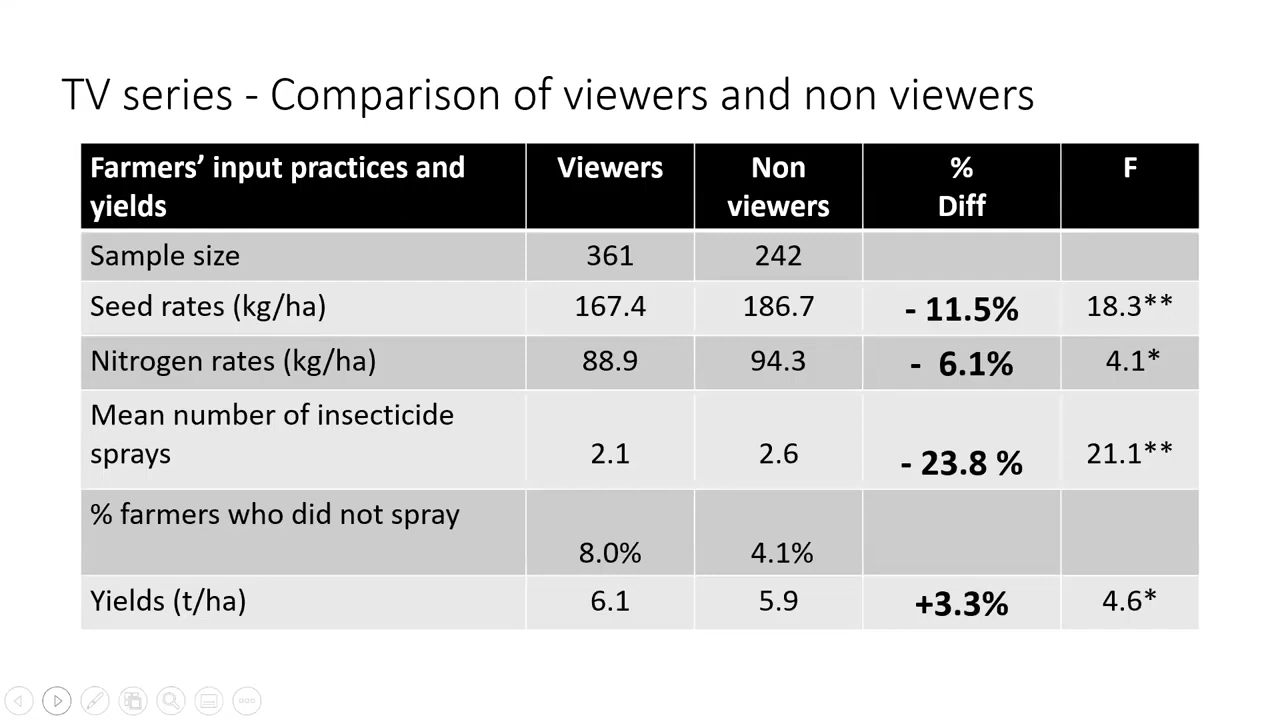 TV series - Comparison of viewers and non viewers
Farmers' input practices and yields | Viewers | Non viewers | % Diff | F
Sample size | 361 | 242
Seed rates (kg/ha) | 167.4 | 186.7 | - 11.5% | 18.3**
Nitrogen rates (kg/ha) | 88.9 | 94.3 | - 6.1% | 4.1*
Mean number of insecticide sprays | 2.1 | 2.6 | - 23.8 % | 21.1**
% farmers who did not spray | 8.0% | 4.1%
Yields (t/ha) | 6.1 | 5.9 | +3.3% | 4.6*